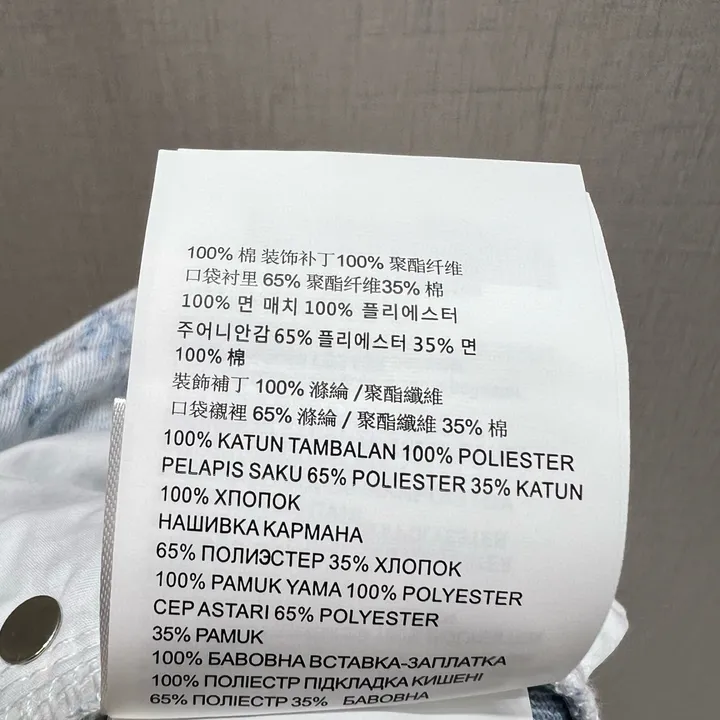 100% 棉 装饰补丁100% 聚酯纤维
口袋衬里 65% 聚酯纤维35% 棉
100% 면 매치 100% 플리에스터
주어니안감 65% 플리에스터 35% 면
100% 棉
裝飾補丁 100% 滌綸 /聚酯纖維
口袋襯裡 65% 滌綸 / 聚酯纖維 35% 棉
100% KATUN TAMBALAN 100% POLIESTER
PELAPIS SAKU 65% POLIESTER 35% KATUN
100% ХПОПОК
НАШИВКА КАРМАНА
65% ПОЛИЭСТЕР 35% ХЛОПОК
100% PAMUK YAMA 100% POLYESTER
CEP ASTARI 65% POLYESTER
35% PAMUK
100% БАВОВНА ВСТАВКА-ЗАПЛАТКА
100% ПОЛІЕСТР ПІДКЛАДКА КИШЕНІ
65% ПОЛІЕСТР 35% БАВОВНА